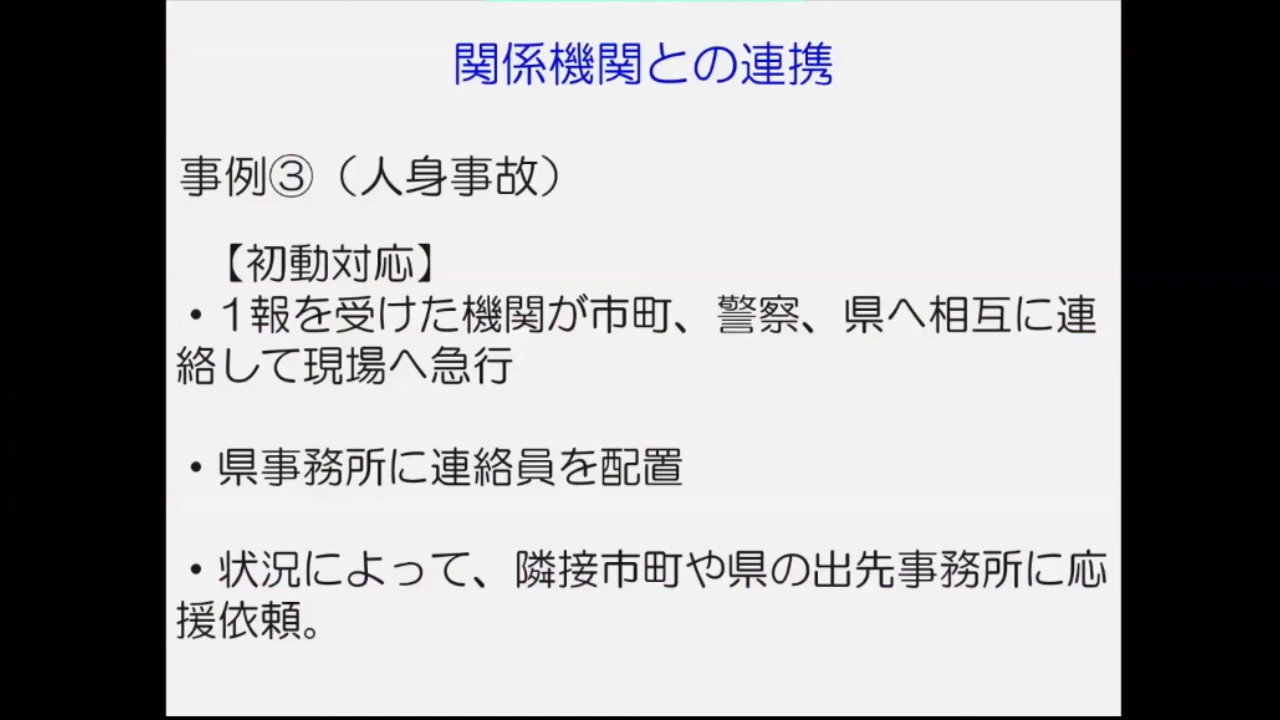 関係機関との連携
事例③（人身事故）
【初動対応】
・１報を受けた機関が市町、警察、県へ相互に連
絡して現場へ急行
・県事務所に連絡員を配置
・状況によって、隣接市町や県の出先事務所に応
援依頼。